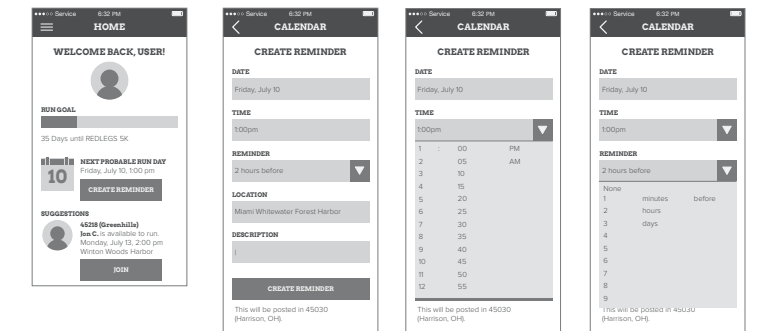 ●●●○○ Service 6:32 PM
HOME
WELCOME BACK, USER!
RUN GOAL
35 Days until REDLEGS 5K
10
NEXT PROBABLE RUN DAY
Friday, July 10, 1:00 pm
CREATE REMINDER
SUGGESTIONS
45218 (Greenhills)
Jon C. is available to run.
Monday, July 13, 2:00 pm
Winton Woods Harbor
JOIN
●●●○○ Service 6:32 PM
CALENDAR
CREATE REMINDER
DATE
Friday, July 10
TIME
1:00pm
REMINDER
2 hours before
LOCATION
Miami Whitewater Forest Harbor
DESCRIPTION
|
CREATE REMINDER
This will be posted in 45030
(Harrison, OH).
●●●○○ Service 6:32 PM
CALENDAR
CREATE REMINDER
DATE
Friday, July 10
TIME
1:00pm
1 : 00 PM
2 05 AM
3 10
4 15
5 20
6 25
7 30
8 35
9 40
10 45
11 50
12 55
This will be posted in 45030
(Harrison, OH).
●●●○○ Service 6:32 PM
CALENDAR
CREATE REMINDER
DATE
Friday, July 10
TIME
1:00pm
REMINDER
2 hours before
None
1 minutes before
2 hours
3 days
4
5
6
7
8
9
This will be posted in 45030
(Harrison, OH).